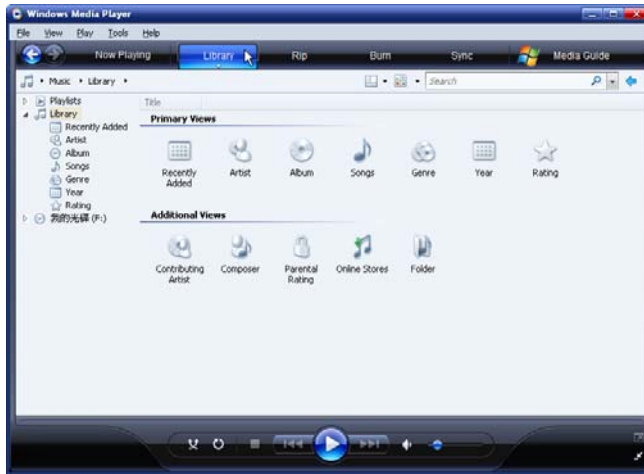 Windows Media Player
File View Play Tools Help
Now Playing Library Rip Burn Sync Media Guide
Music Library Search
Playlists
Library
Recently Added
Artist
Album
Songs
Genre
Year
Rating
我的光碟 (F:)
Title
Primary Views
Recently Added
Artist
Album
Songs
Genre
Year
Rating
Additional Views
Contributing Artist
Composer
Parental Rating
Online Stores
Folder